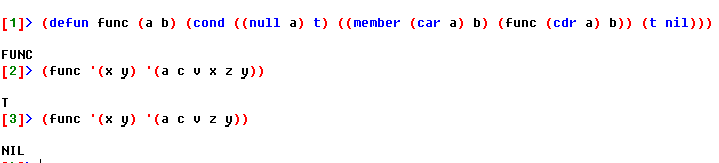 [1]> (defun func (a b) (cond ((null a) t) ((member (car a) b) (func (cdr a) b)) (t nil)))
FUNC
[2]> (func '(x y) '(a c v x z y))
T
[3]> (func '(x y) '(a c v z y))
NIL